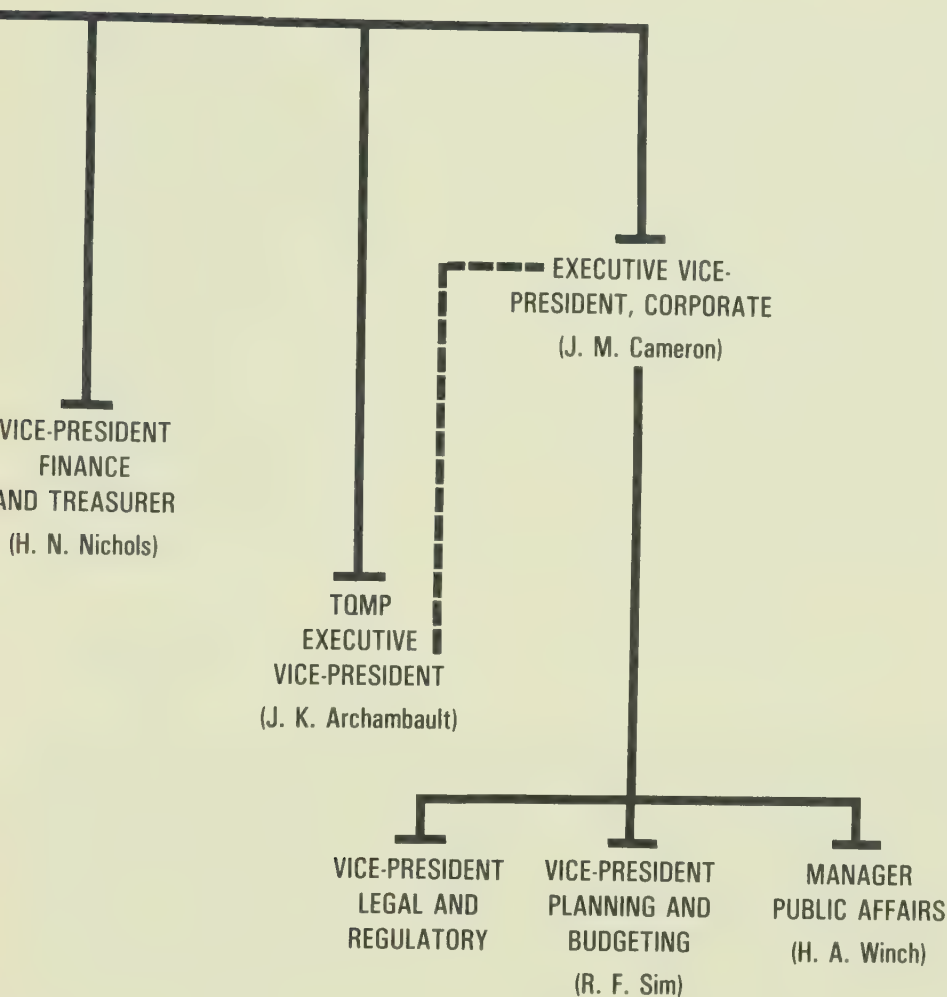 EXECUTIVE VICE-
PRESIDENT, CORPORATE
(J. M. Cameron)
VICE-PRESIDENT
FINANCE
AND TREASURER
(H. N. Nichols)
TQMP
EXECUTIVE
VICE-PRESIDENT
(J. K. Archambault)
VICE-PRESIDENT
LEGAL AND
REGULATORY
VICE-PRESIDENT
PLANNING AND
BUDGETING
(R. F. Sim)
MANAGER
PUBLIC AFFAIRS
(H. A. Winch)